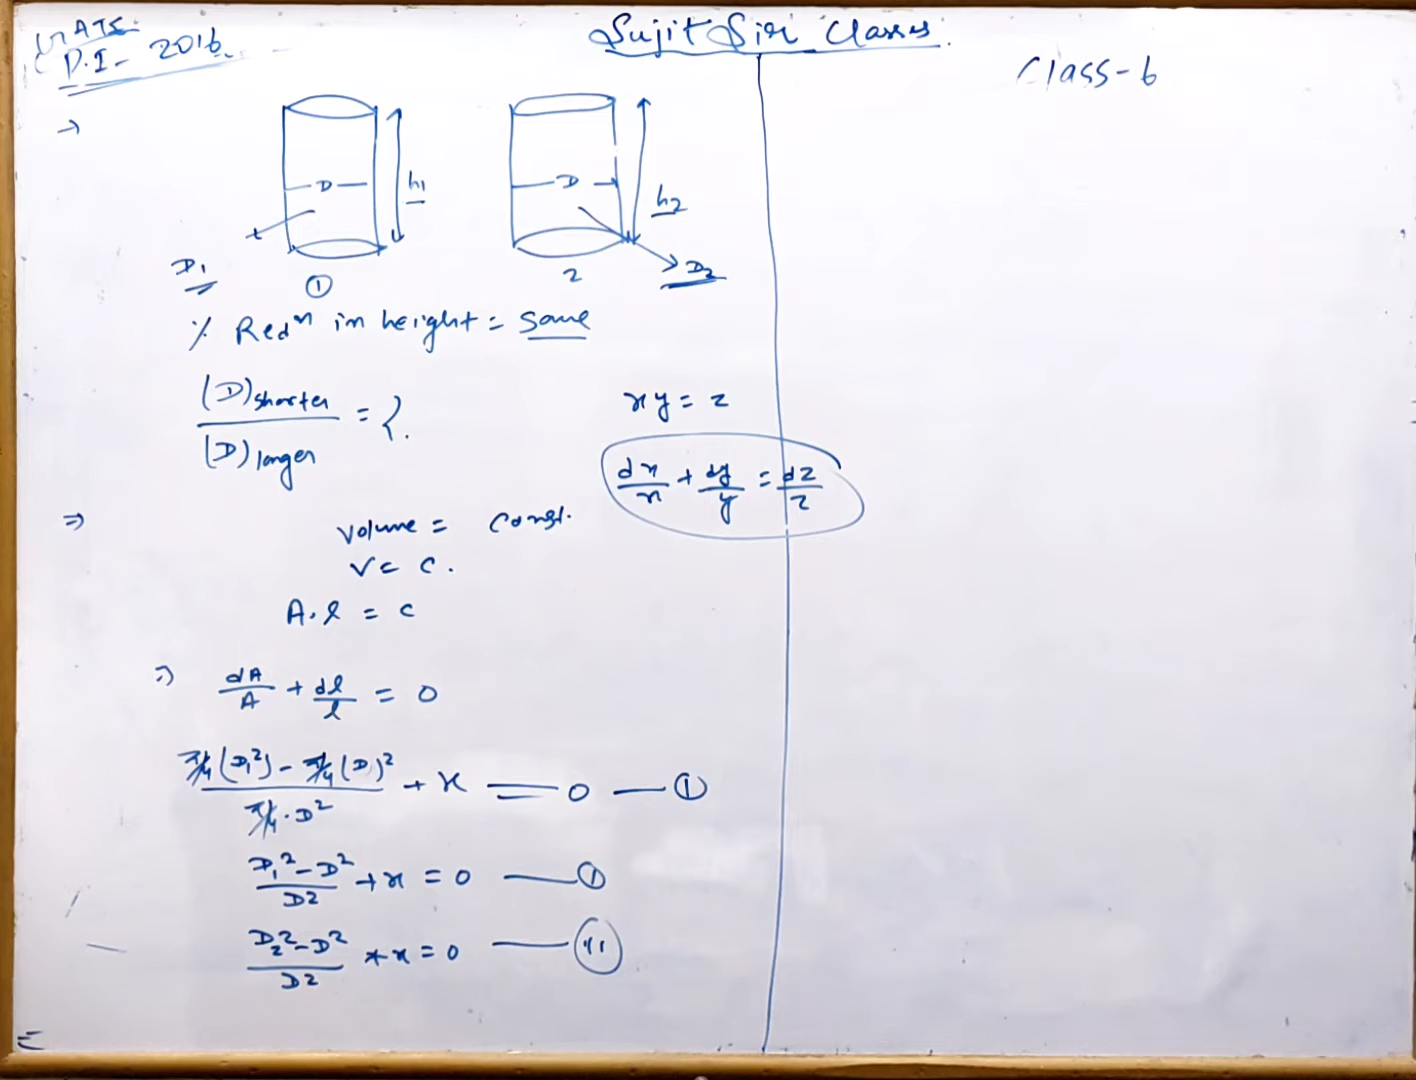 Sujit Sir Classes.
GATE
P.I - 2016
Class-6
→
D
h1
D
h2
D1
①
2
D2
% Redⁿ in height = same
(D)shorter / (D)longer = ?.
xy = z
dx/x + dy/y = dz/z
⇒
volume = const.
V = C.
A.l = C
⇒ dA/A + dl/l = 0
π/4(D1²) - π/4(D)² / π/4.D² + x = 0 — ①
D1² - D² / D2 + x = 0 — ①
D2² - D² / D2 + x = 0 — (11)